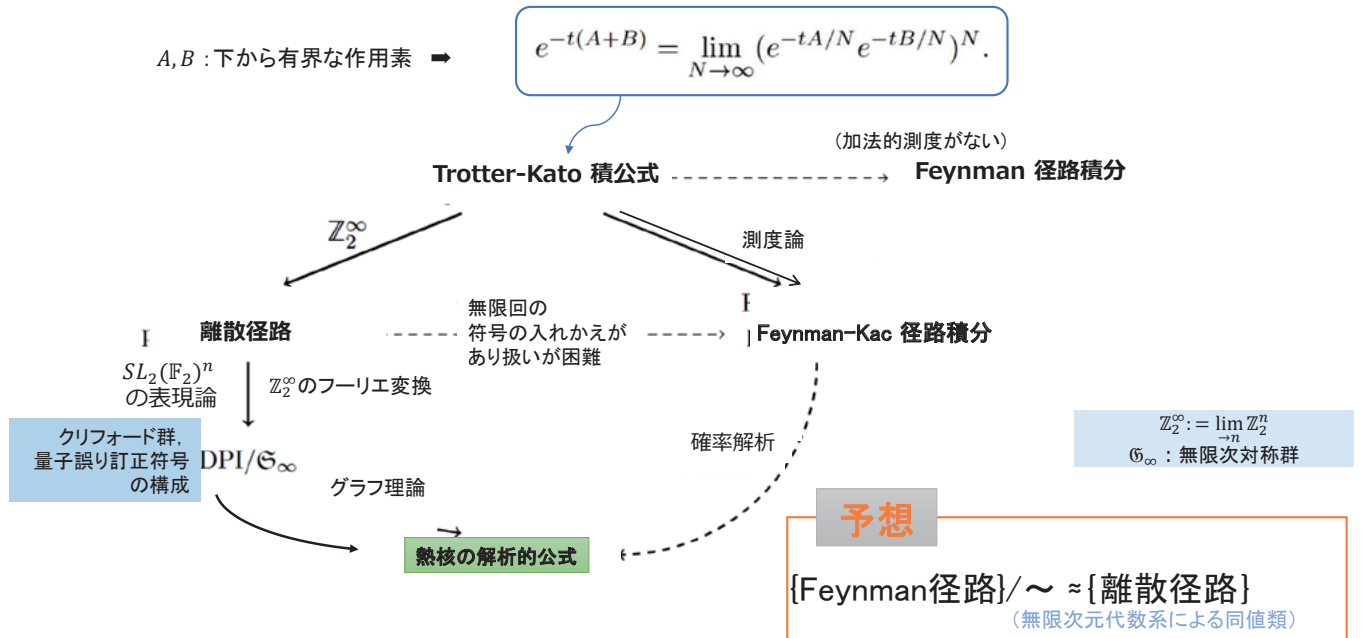 A, B : 下から有界な作用素 ➡
e^{-t(A+B)} = lim_{N→∞} (e^{-tA/N} e^{-tB/N})^N.
(加法的測度がない)
Trotter-Kato 積公式
Feynman 径路積分
ℤ₂^∞
測度論
離散径路
無限回の
符号の入れかえが
あり扱いが困難
Feynman-Kac 径路積分
SL₂(𝔽₂)ⁿ
の表現論
ℤ₂^∞のフーリエ変換
クリフォード群,
量子誤り訂正符号
の構成
DPI/𝔖_∞
グラフ理論
確率解析
熱核の解析的公式
ℤ₂^∞ := lim_{→n} ℤ₂ⁿ
𝔖_∞ : 無限次対称群
予想
{Feynman径路}/～ ≈{離散径路}
(無限次元代数系による同値類)